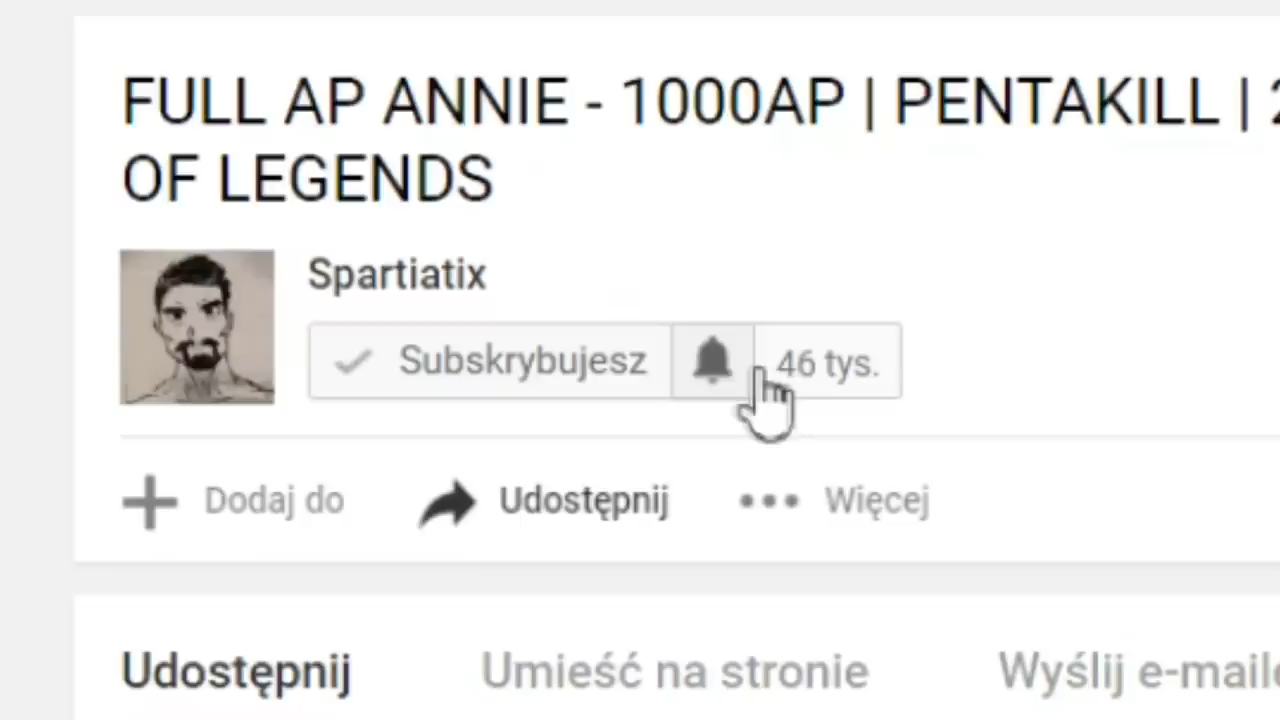 FULL AP ANNIE - 1000AP | PENTAKILL |
OF LEGENDS
Spartiatix
Subskrybujesz 46 tys.
Dodaj do Udostępnij Więcej
Udostępnij Umieść na stronie Wyślij